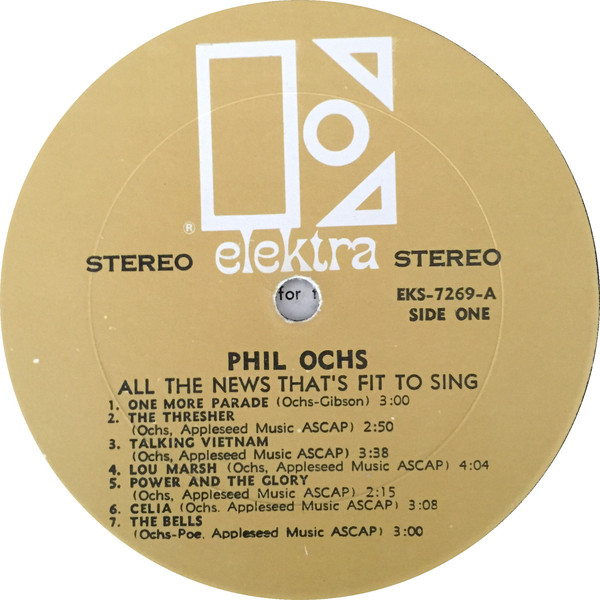 ®
elektra
STEREO STEREO
for t
EKS-7269-A
SIDE ONE
PHIL OCHS
ALL THE NEWS THAT'S FIT TO SING
1. ONE MORE PARADE (Ochs-Gibson) 3:00
2. THE THRESHER
(Ochs, Appleseed Music ASCAP) 2:50
3. TALKING VIETNAM
(Ochs, Appleseed Music ASCAP) 3:38
4. LOU MARSH (Ochs, Appleseed Music ASCAP) 4:04
5. POWER AND THE GLORY
(Ochs, Appleseed Music ASCAP) 2:15
6. CELIA (Ochs. Appleseed Music ASCAP) 3:08
7. THE BELLS
(Ochs-Poe. Appleseed Music ASCAP) 3:00